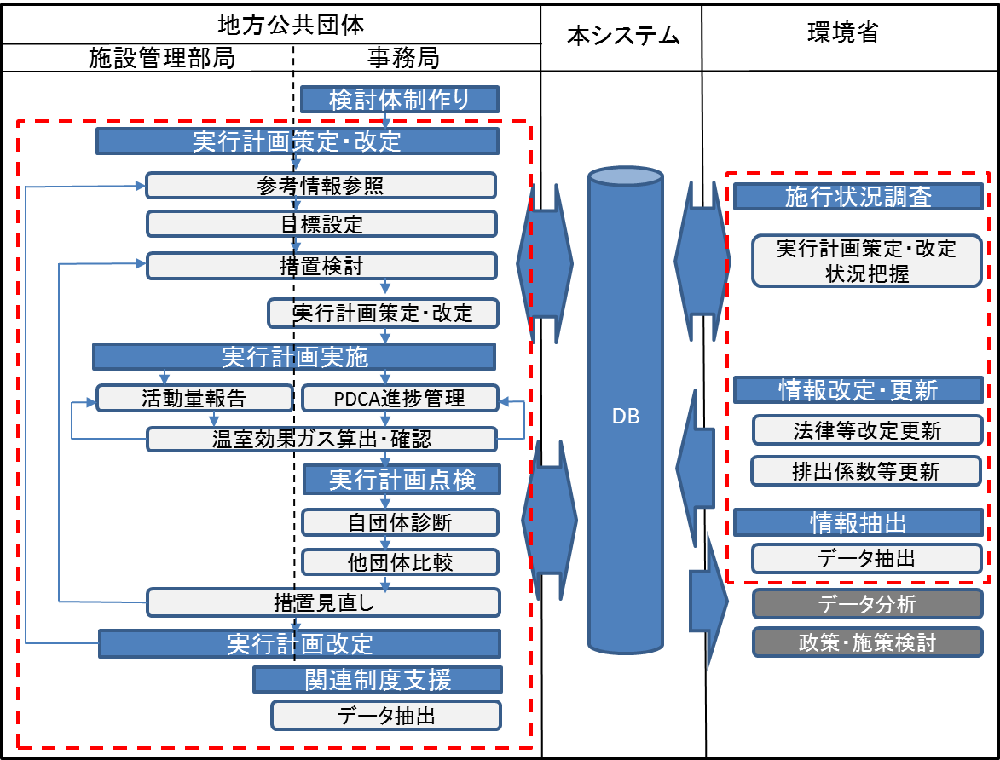 地方公共団体
施設管理部局
事務局
本システム
環境省
検討体制作り
実行計画策定・改定
参考情報参照
目標設定
措置検討
実行計画策定・改定
実行計画実施
活動量報告
PDCA進捗管理
温室効果ガス算出・確認
実行計画点検
自団体診断
他団体比較
措置見直し
実行計画改定
関連制度支援
データ抽出
DB
施行状況調査
実行計画策定・改定
状況把握
情報改定・更新
法律等改定更新
排出係数等更新
情報抽出
データ抽出
データ分析
政策・施策検討